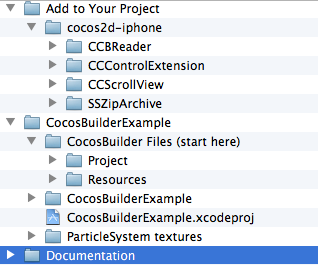 Add to Your Project
cocos2d-iphone
CCBReader
CCControlExtension
CCScrollView
SSZipArchive
CocosBuilderExample
CocosBuilder Files (start here)
Project
Resources
CocosBuilderExample
CocosBuilderExample.xcodeproj
ParticleSystem textures
Documentation